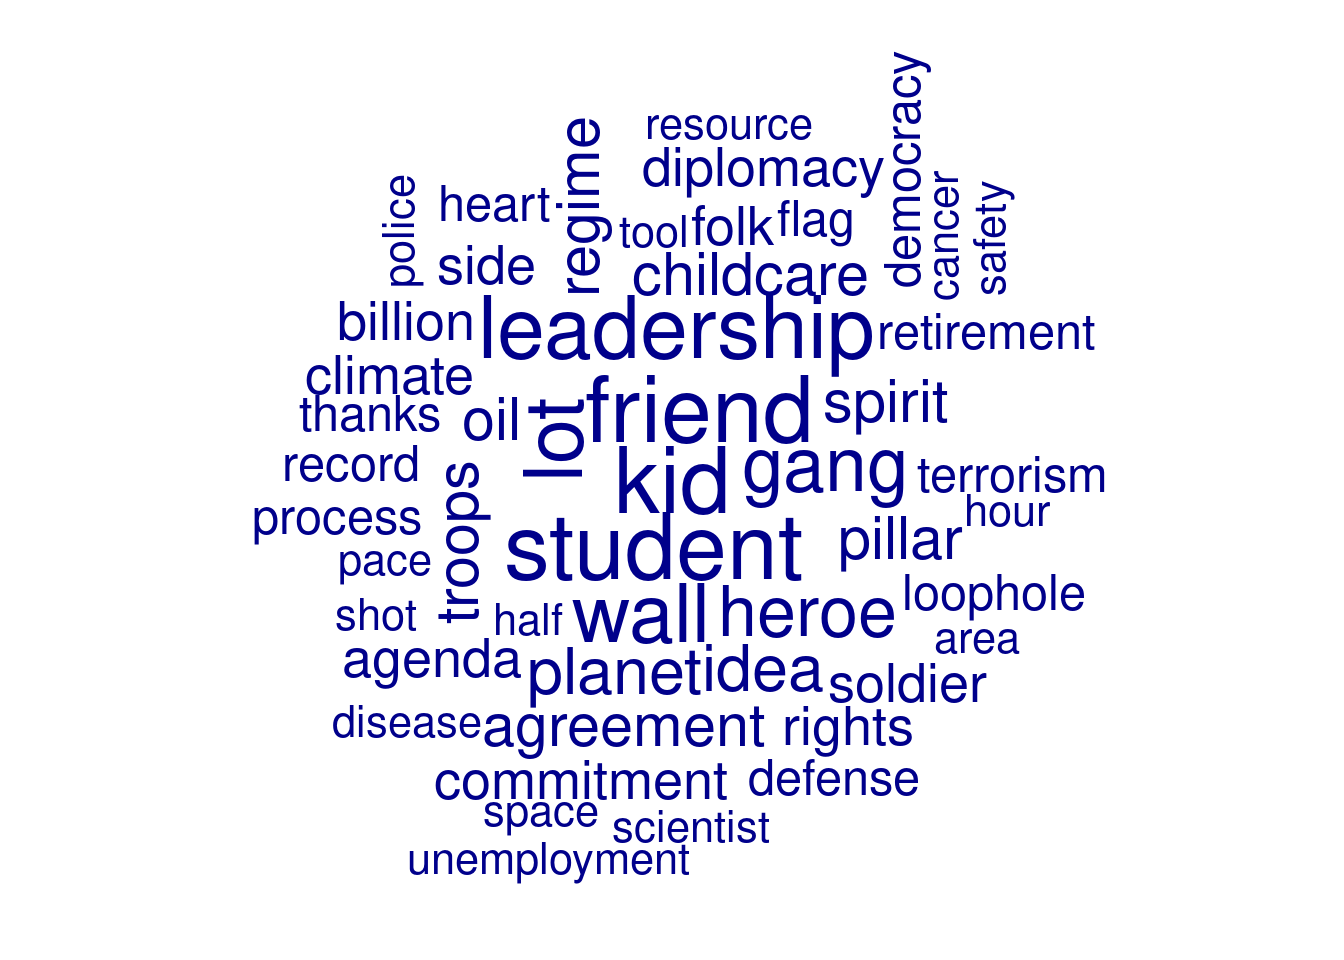 democracy
resource
regime
diplomacy
police
heart
cancer
safety
tool
folk
flag
side
childcare
billion
leadership
retirement
climate
thanks
oil
lot
friend
spirit
record
troops
kid
gang
terrorism
process
hour
pace
student
pillar
shot
half
wall
heroe
loophole
area
agenda
planet
idea
soldier
disease
agreement
rights
commitment
defense
space
scientist
unemployment